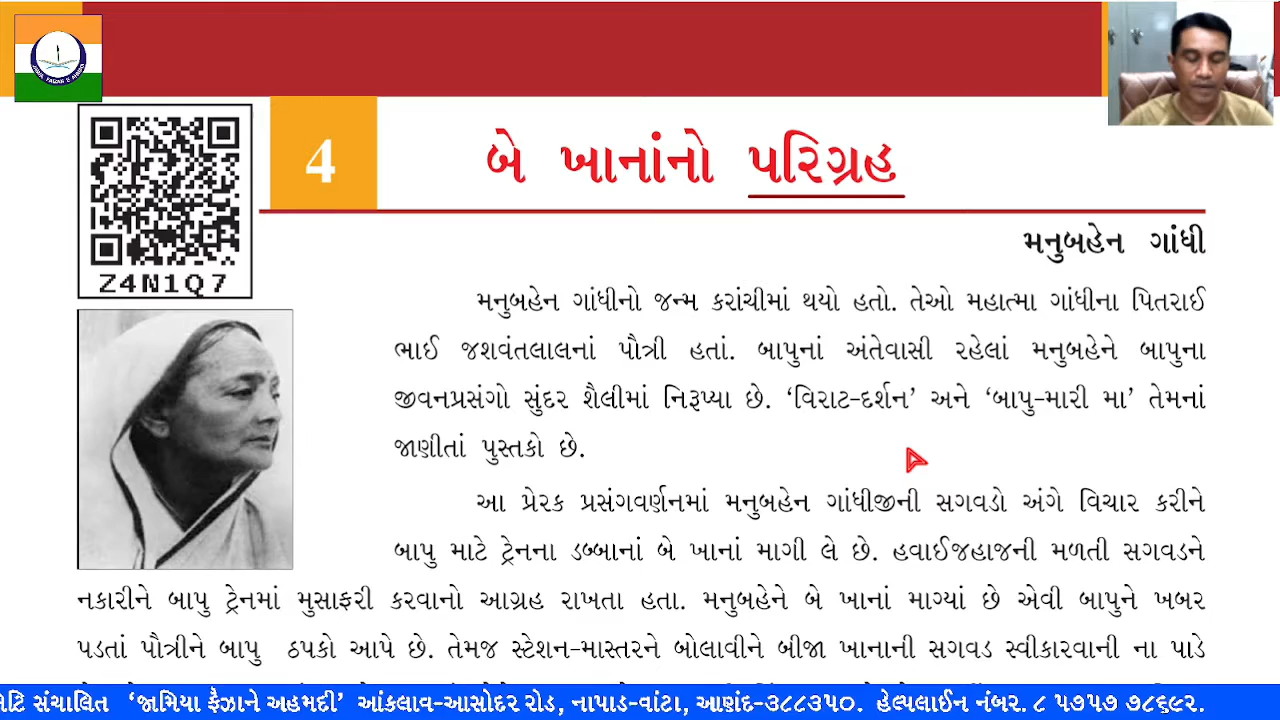 4
બે ખાનાંનો પરિગ્રહ
Z4N1Q7
મનુબહેન ગાંધી
મનુબહેન ગાંધીનો જન્મ કરાંચીમાં થયો હતો. તેઓ મહાત્મા ગાંધીના પિતરાઈ
ભાઈ જશવંતલાલનાં પૌત્રી હતાં. બાપુનાં અંતેવાસી રહેલાં મનુબહેને બાપુના
જીવનપ્રસંગો સુંદર શૈલીમાં નિરૂપ્યા છે. ‘વિરાટ-દર્શન’ અને ‘બાપુ-મારી મા’ તેમનાં
જાણીતાં પુસ્તકો છે.
આ પ્રેરક પ્રસંગવર્ણનમાં મનુબહેન ગાંધીજીની સગવડો અંગે વિચાર કરીને
બાપુ માટે ટ્રેનના ડબ્બાનાં બે ખાનાં માગી લે છે. હવાઈજહાજની મળતી સગવડને
નકારીને બાપુ ટ્રેનમાં મુસાફરી કરવાનો આગ્રહ રાખતા હતા. મનુબહેને બે ખાનાં માગ્યાં છે એવી બાપુને ખબર
પડતાં પૌત્રીને બાપુ ઠપકો આપે છે. તેમજ સ્ટેશન-માસ્તરને બોલાવીને બીજા ખાનાની સગવડ સ્વીકારવાની ના પાડે
સંચાલિત ‘જામિયા ફૈઝાને અહમદી’ આંકલાવ-આસોદર રોડ, નાપાડ-વાંટા, આણંદ-૩૮૮૩૫૦. હેલ્પલાઈન નંબર. ૮ ૫૭૫૭ ૭૮૬૯૨.